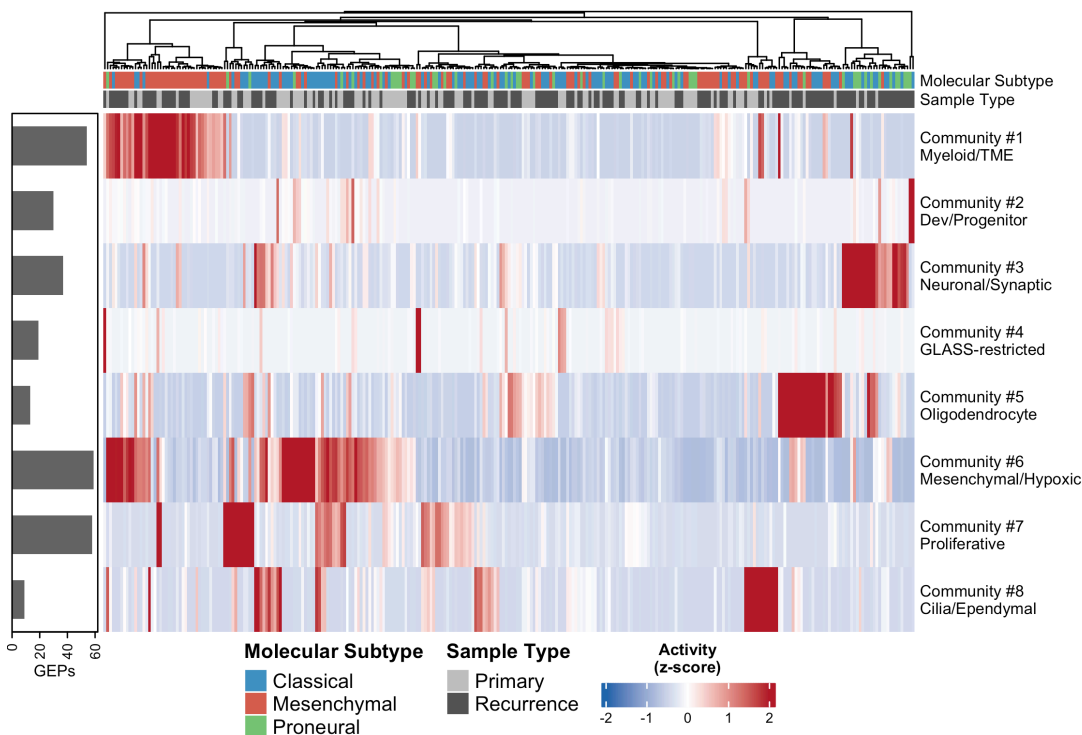 Molecular Subtype
Sample Type
Community #1
Myeloid/TME
Community #2
Dev/Progenitor
Community #3
Neuronal/Synaptic
Community #4
GLASS-restricted
Community #5
Oligodendrocyte
Community #6
Mesenchymal/Hypoxic
Community #7
Proliferative
Community #8
Cilia/Ependymal
0 20 40 60
GEPs
Molecular Subtype
Classical
Mesenchymal
Proneural
Sample Type
Primary
Recurrence
Activity
(z-score)
-2 -1 0 1 2